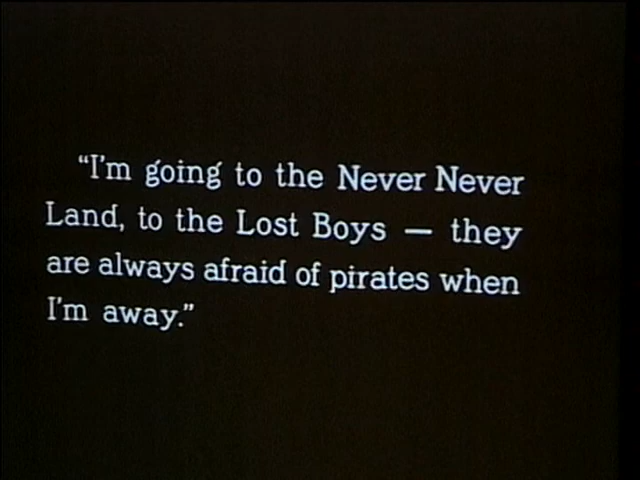 “I'm going to the Never Never
Land, to the Lost Boys — they
are always afraid of pirates when
I'm away.”